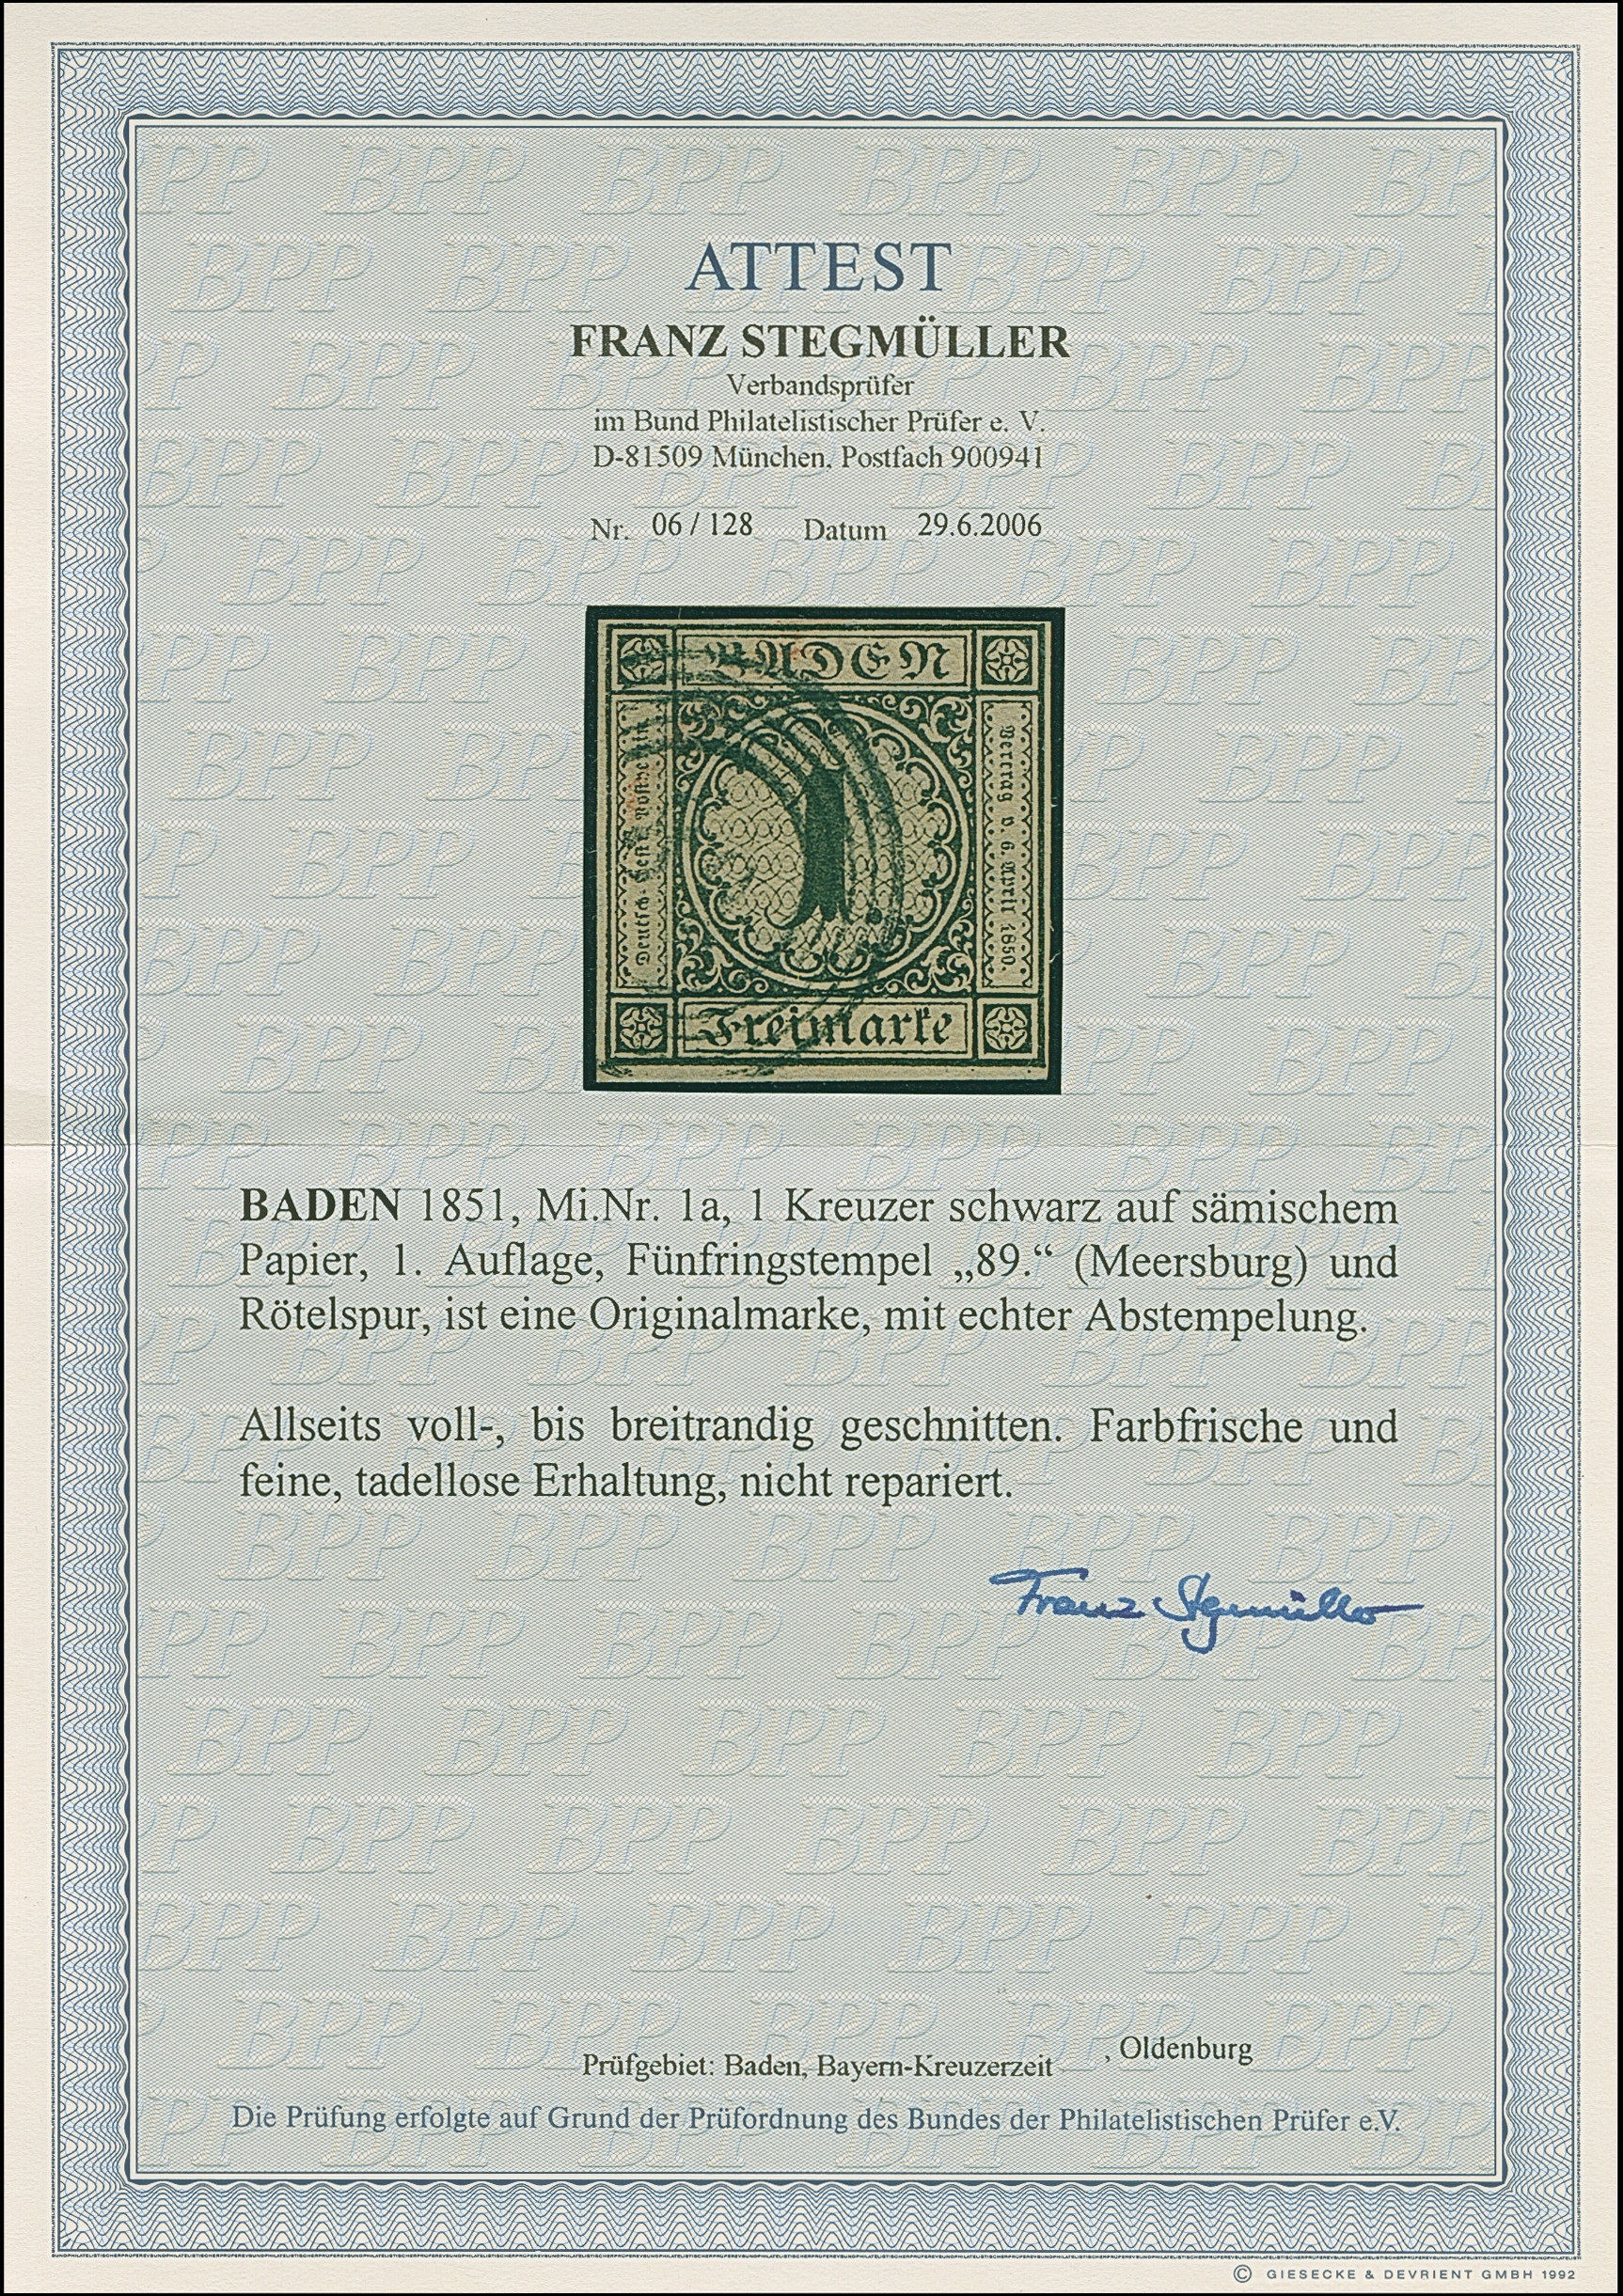 ATTEST
FRANZ STEGMÜLLER
Verbandsprüfer
im Bund Philatelistischer Prüfer e. V.
D-81509 München, Postfach 900941
Nr. 06 / 128 Datum 29.6.2006
BADEN
Deutsch-Oestr. Postverein
Vertrag v. 6. April 1850.
1
Freimarke
BADEN 1851, Mi.Nr. 1a, 1 Kreuzer schwarz auf sämischem
Papier, 1. Auflage, Fünfringstempel „89.“ (Meersburg) und
Rötelspur, ist eine Originalmarke, mit echter Abstempelung.
Allseits voll-, bis breitrandig geschnitten. Farbfrische und
feine, tadellose Erhaltung, nicht repariert.
Franz Stegmüller
Prüfgebiet: Baden, Bayern-Kreuzerzeit , Oldenburg
Die Prüfung erfolgte auf Grund der Prüfordnung des Bundes der Philatelistischen Prüfer e.V.
© GIESECKE & DEVRIENT GMBH 1992